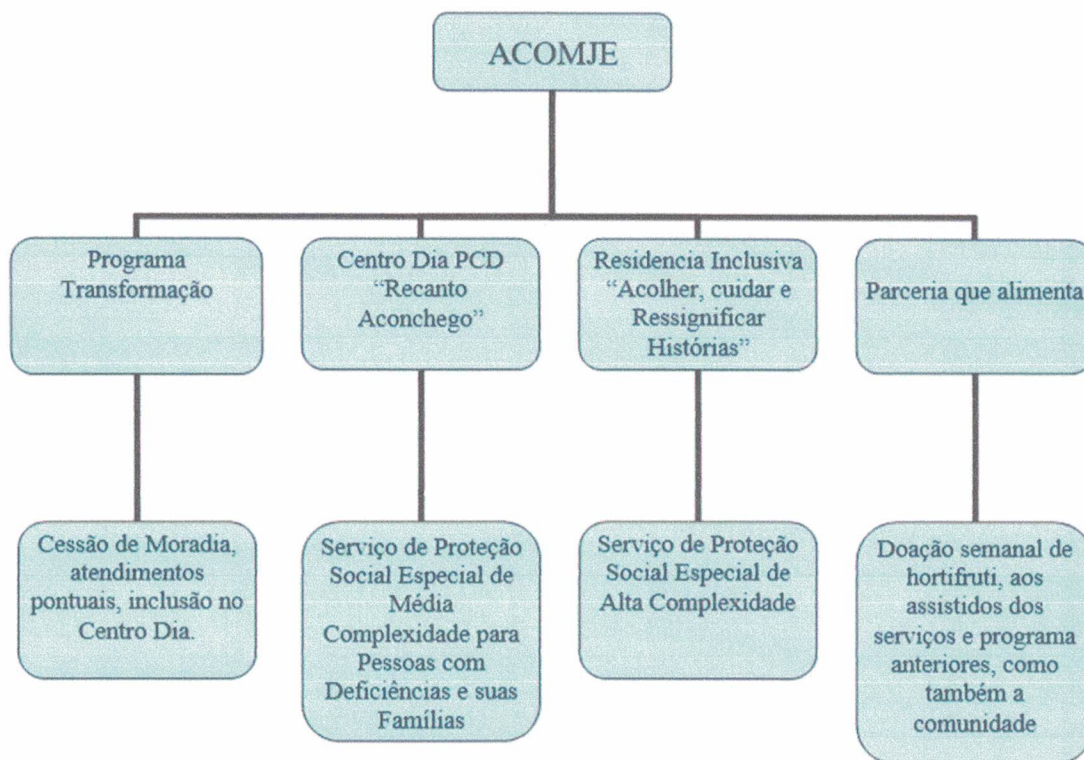 ACOMJE
Programa
Transformação
Centro Dia PCD
“Recanto
Aconchego”
Residencia Inclusiva
“Acolher, cuidar e
Ressignificar
Histórias”
Parceria que alimenta
Cessão de Moradia,
atendimentos
pontuais, inclusão no
Centro Dia.
Serviço de Proteção
Social Especial de
Média
Complexidade para
Pessoas com
Deficiências e suas
Famílias
Serviço de Proteção
Social Especial de
Alta Complexidade
Doação semanal de
hortifruti, aos
assistidos dos
serviços e programa
anteriores, como
também a
comunidade